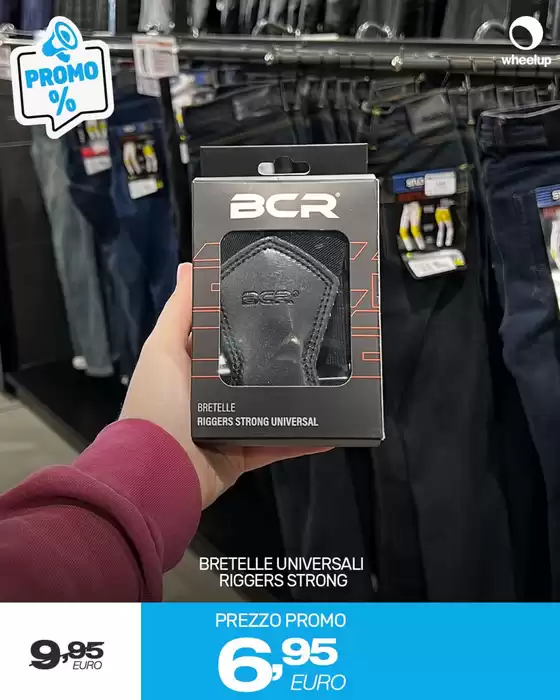 PROMO
%
wheelup
BCR
BCR
BRETELLE
RIGGERS STRONG UNIVERSAL
BRETELLE UNIVERSALI
RIGGERS STRONG
9,95
EURO
PREZZO PROMO
6,95
EURO